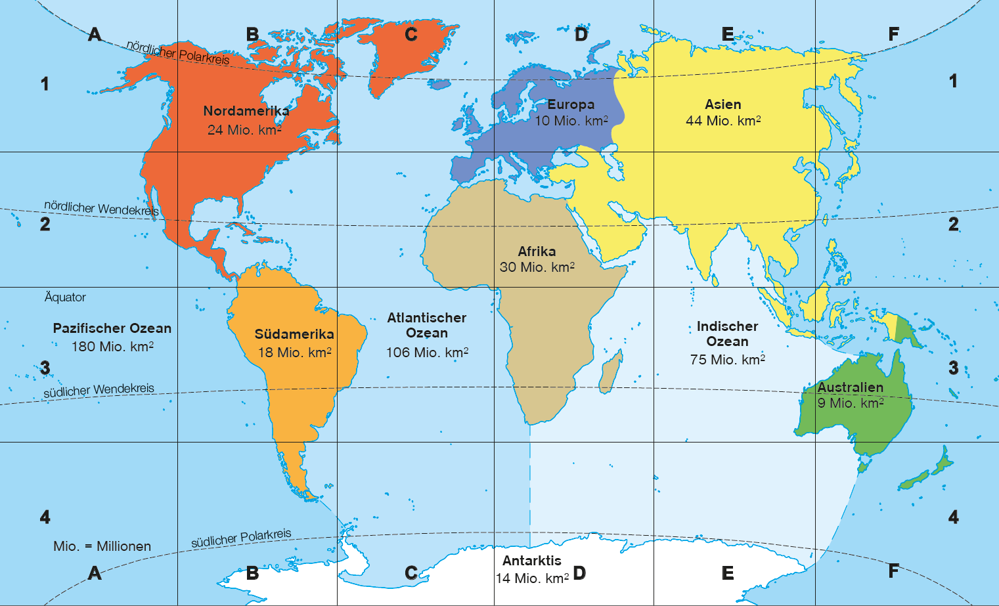 A B C D E F
nördlicher Polarkreis
1 1
Nordamerika
24 Mio. km²
Europa
10 Mio. km²
Asien
44 Mio. km²
nördlicher Wendekreis
2 2
Afrika
30 Mio. km²
Äquator
Pazifischer Ozean
180 Mio. km²
Südamerika
18 Mio. km²
Atlantischer
Ozean
106 Mio. km²
Indischer
Ozean
75 Mio. km²
3 3
südlicher Wendekreis
Australien
9 Mio. km²
4 4
südlicher Polarkreis
Mio. = Millionen
Antarktis
14 Mio. km²
A B C D E F